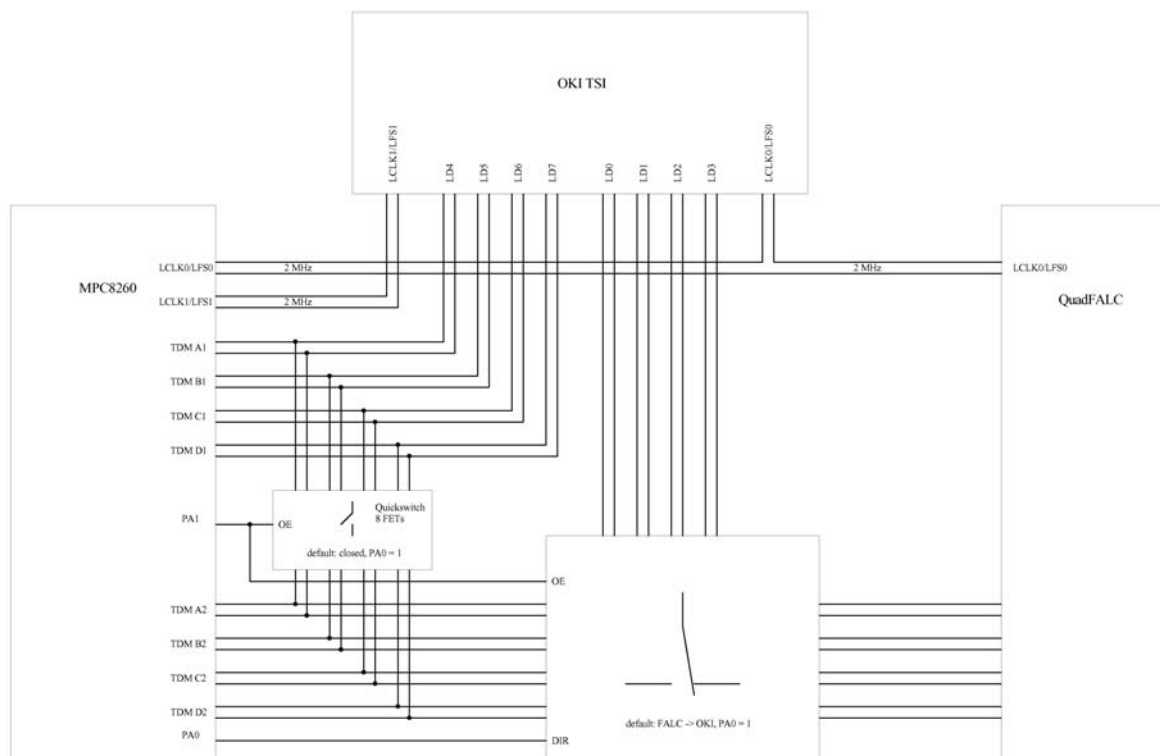 OKI TSI
LCLK1/LFS1
LD4
LD5
LD6
LD7
LD0
LD1
LD2
LD3
LCLK0/LFS0
MPC8260
LCLK0/LFS0
2 MHz
2 MHz
LCLK0/LFS0
QuadFALC
LCLK1/LFS1
2 MHz
TDM A1
TDM B1
TDM C1
TDM D1
PA1
OE
Quickswitch
8 FETs
default: closed, PA0 = 1
OE
TDM A2
TDM B2
TDM C2
TDM D2
default: FALC -> OKI, PA0 = 1
PA0
DIR